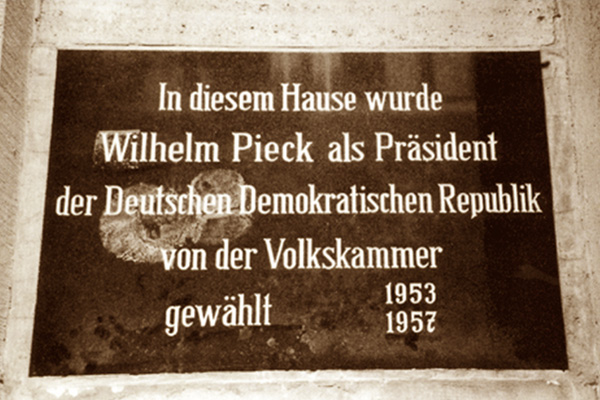 In diesem Hause wurde
Wilhelm Pieck als Präsident
der Deutschen Demokratischen Republik
von der Volkskammer
gewählt 1953
1957